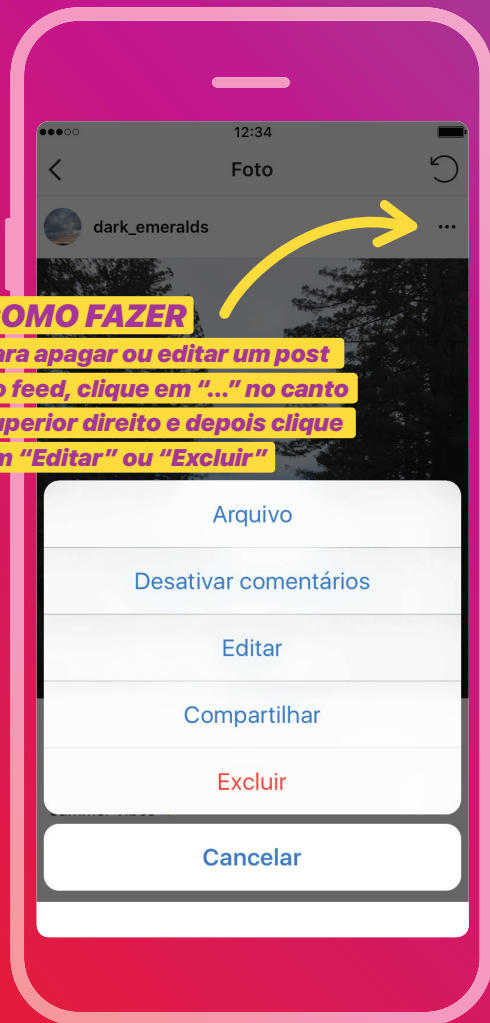 12:34
Foto
dark_emeralds
...
OMO FAZER
ara apagar ou editar um post
o feed, clique em “...” no canto
uperior direito e depois clique
m “Editar” ou “Excluir”
Arquivo
Desativar comentários
Editar
Compartilhar
Excluir
Cancelar